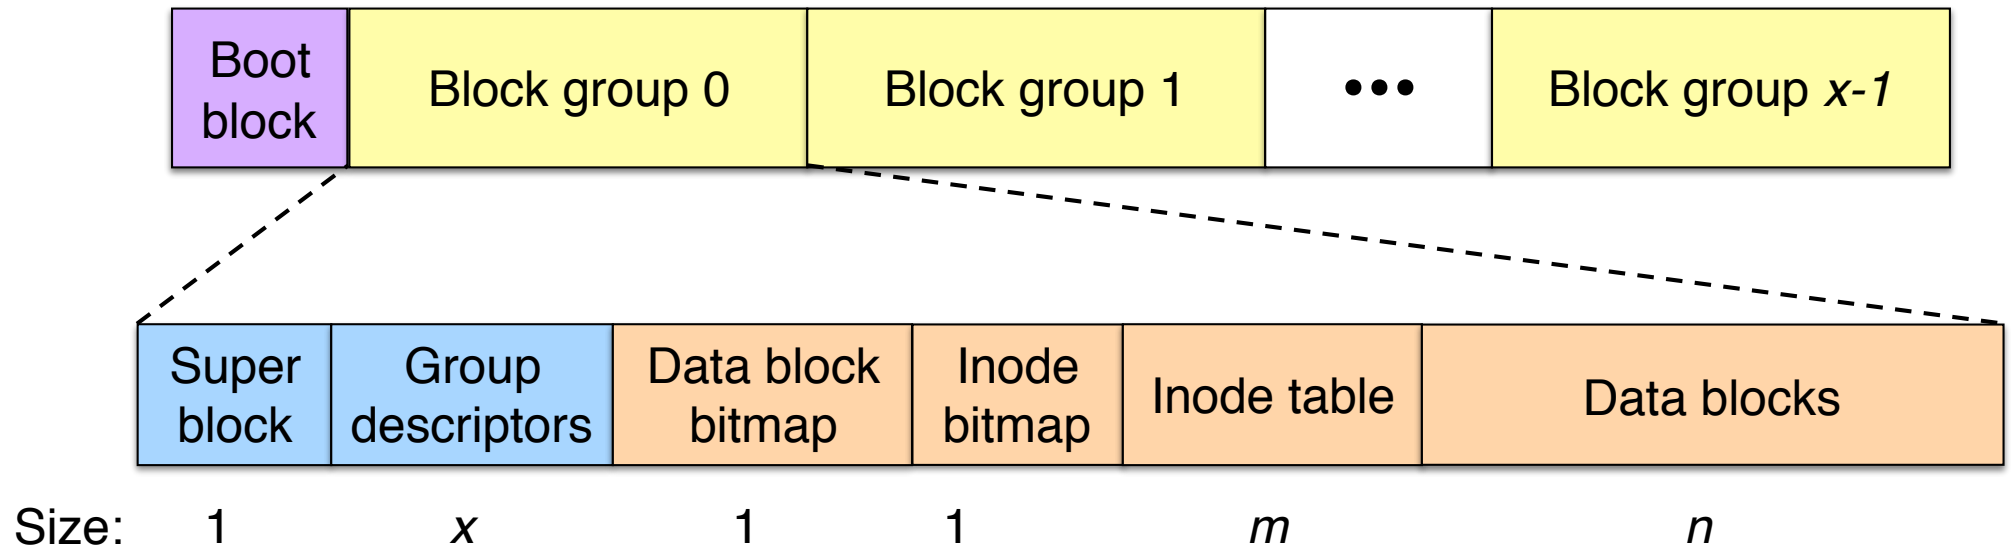 Boot
block
Block group 0
Block group 1
•••
Block group x-1
Super
block
Group
descriptors
Data block
bitmap
Inode
bitmap
Inode table
Data blocks
Size: 1 x 1 1 m n